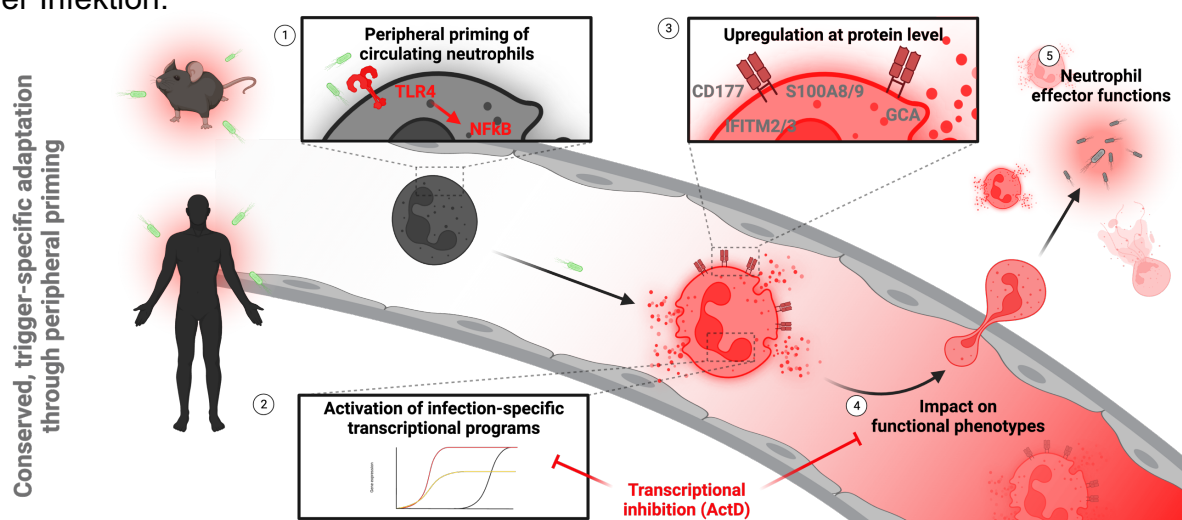 er Infektion.
Conserved, trigger-specific adaptation
through peripheral priming
1
Peripheral priming of
circulating neutrophils
TLR4
NFkB
2
Activation of infection-specific
transcriptional programs
Gene expression
3
Upregulation at protein level
CD177
S100A8/9
IFITM2/3
GCA
4
Impact on
functional phenotypes
Transcriptional
inhibition (ActD)
5
Neutrophil
effector functions